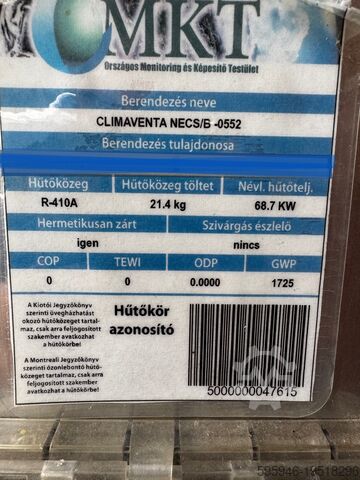 MKT
Országos Monitoring és Képesítő Testület
Berendezés neve
CLIMAVENTA NECS/B -0552
Berendezés tulajdonosa
Hűtőközeg Hűtőközeg töltet Névl. hűtőtelj.
R-410A 21.4 kg 68.7 KW
Hermetikusan zárt Szivárgás észlelő
igen nincs
COP TEWI ODP GWP
0 0 0.0000 1725
A Kiotói Jegyzőkönyv
szerinti üvegházhatást
okozó hűtőközeget tartal-
maz, csak arra feljogosított
szakember avatkozhat
a hűtőkörbe!
A Montreali Jegyzőkönyv
szerinti ózonlebontó hűtő-
közeget tartalmaz, csak arra
feljogosított szakember
avatkozhat a hűtőkörbe!
Hűtőkör
azonosító
5000000047615
595946-19518296